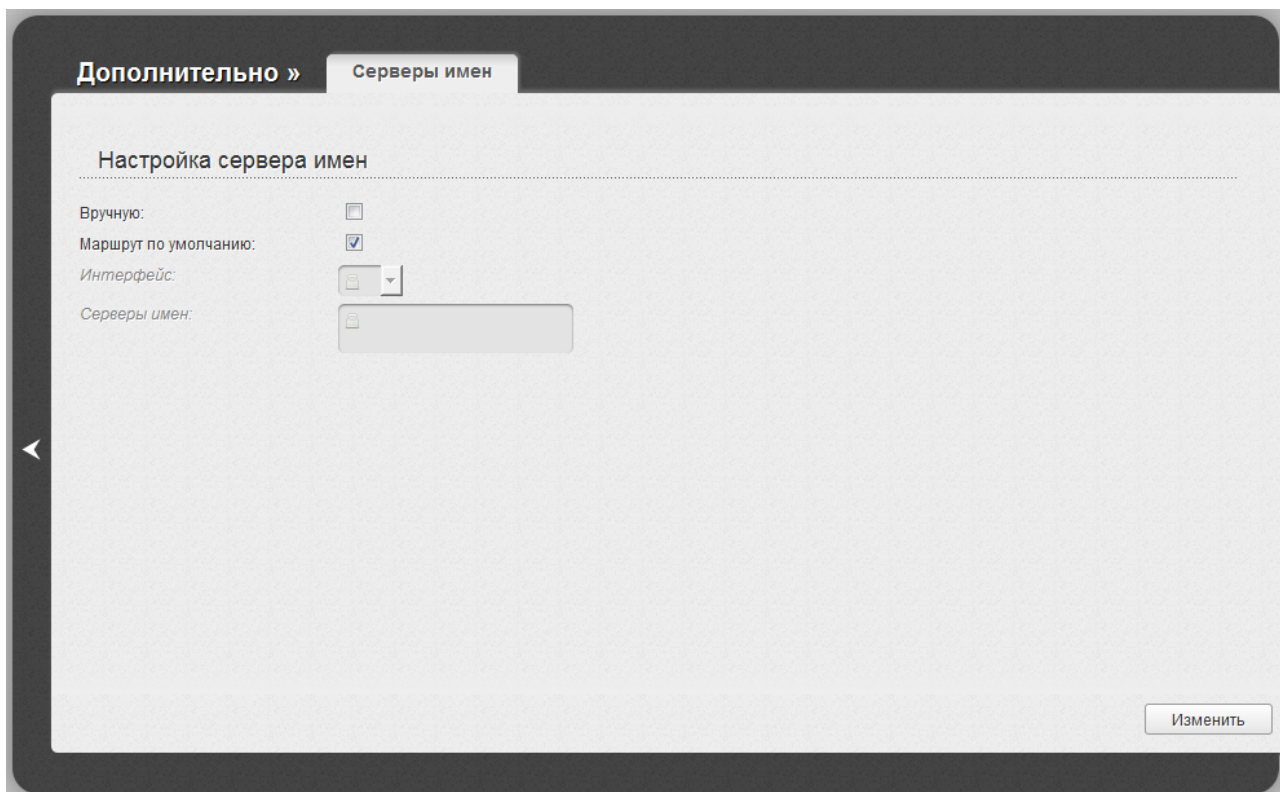 Дополнительно »
Серверы имен
Настройка сервера имен
Вручную:
Маршрут по умолчанию:
Интерфейс:
Серверы имен:
Изменить